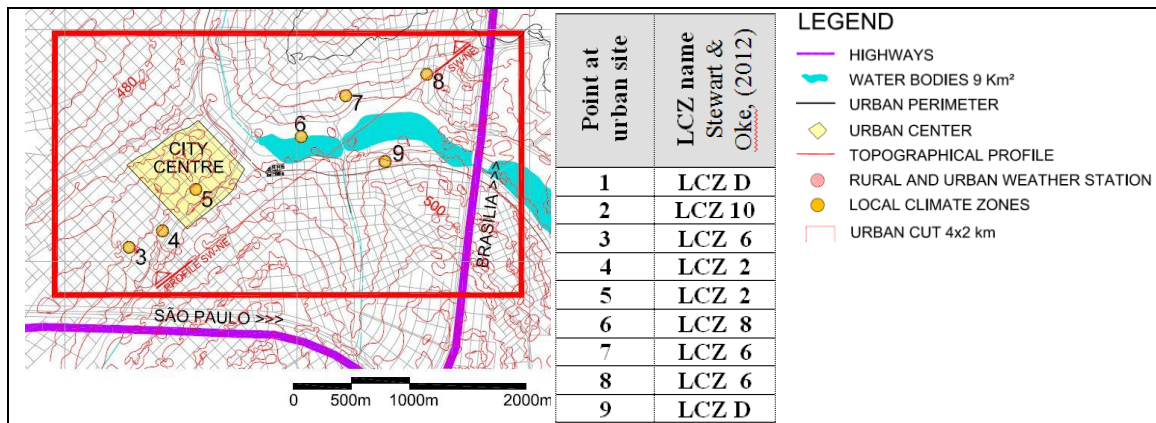 480
SW-NE
8
7
6
CITY
CENTRE
9
5
BRASÍLIA >>>
500
4
3
PROFILE SW-NE
SÃO PAULO >>>
0 500m 1000m 2000m
Point at
urban site
LCZ name
Stewart &
Oke, (2012)
1 LCZ D
2 LCZ 10
3 LCZ 6
4 LCZ 2
5 LCZ 2
6 LCZ 8
7 LCZ 6
8 LCZ 6
9 LCZ D
LEGEND
HIGHWAYS
WATER BODIES 9 Km²
URBAN PERIMETER
URBAN CENTER
TOPOGRAPHICAL PROFILE
RURAL AND URBAN WEATHER STATION
LOCAL CLIMATE ZONES
URBAN CUT 4x2 km